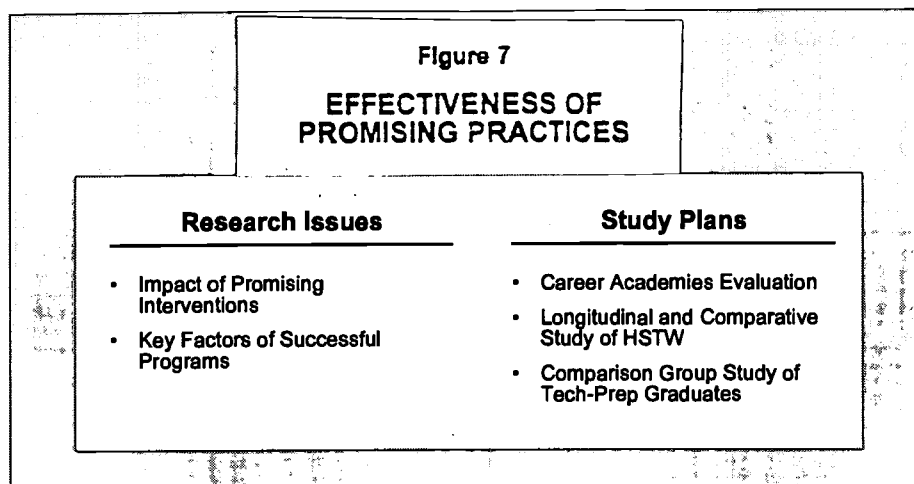 Figure 7
EFFECTIVENESS OF
PROMISING PRACTICES
Research Issues
• Impact of Promising
Interventions
• Key Factors of Successful
Programs
Study Plans
• Career Academies Evaluation
• Longitudinal and Comparative
Study of HSTW
• Comparison Group Study of
Tech-Prep Graduates